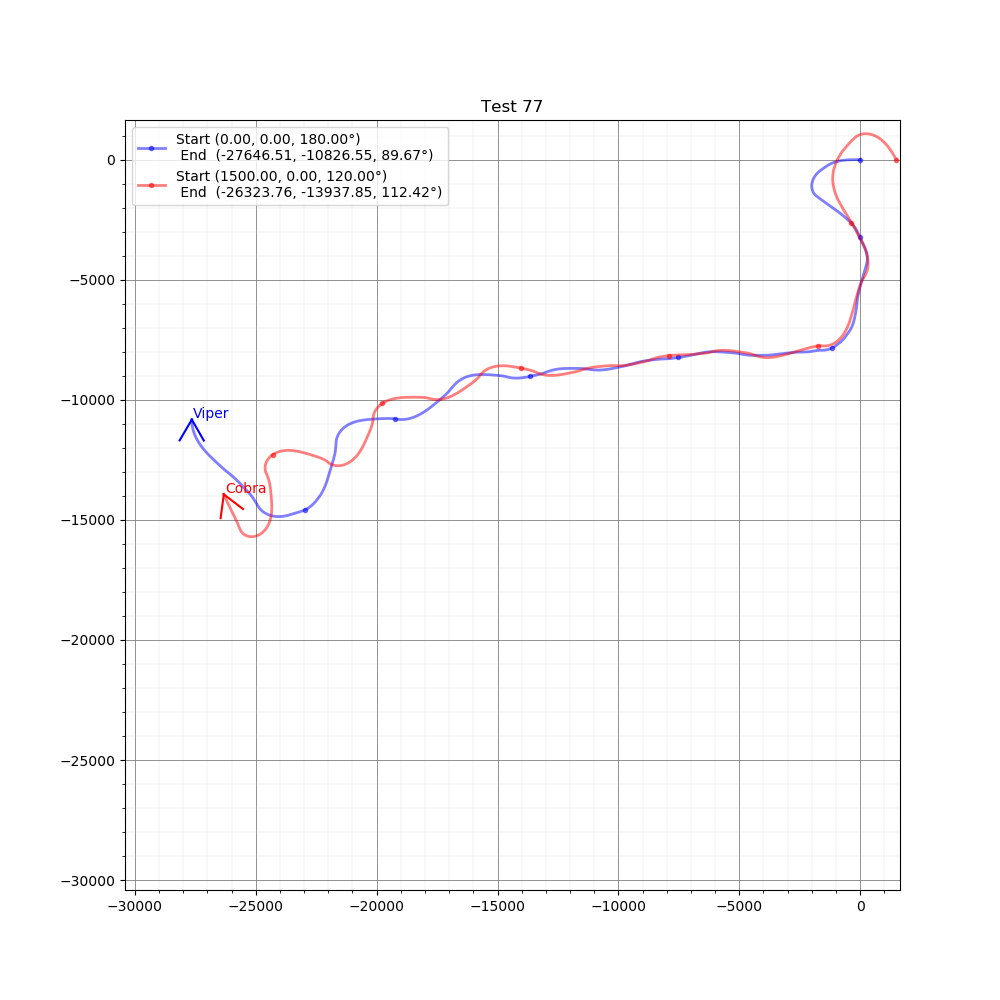 Test 77
Start (0.00, 0.00, 180.00°)
End (-27646.51, -10826.55, 89.67°)
Start (1500.00, 0.00, 120.00°)
End (-26323.76, -13937.85, 112.42°)
0
−5000
−10000
−15000
−20000
−25000
−30000
Viper
Cobra
−30000
−25000
−20000
−15000
−10000
−5000
0